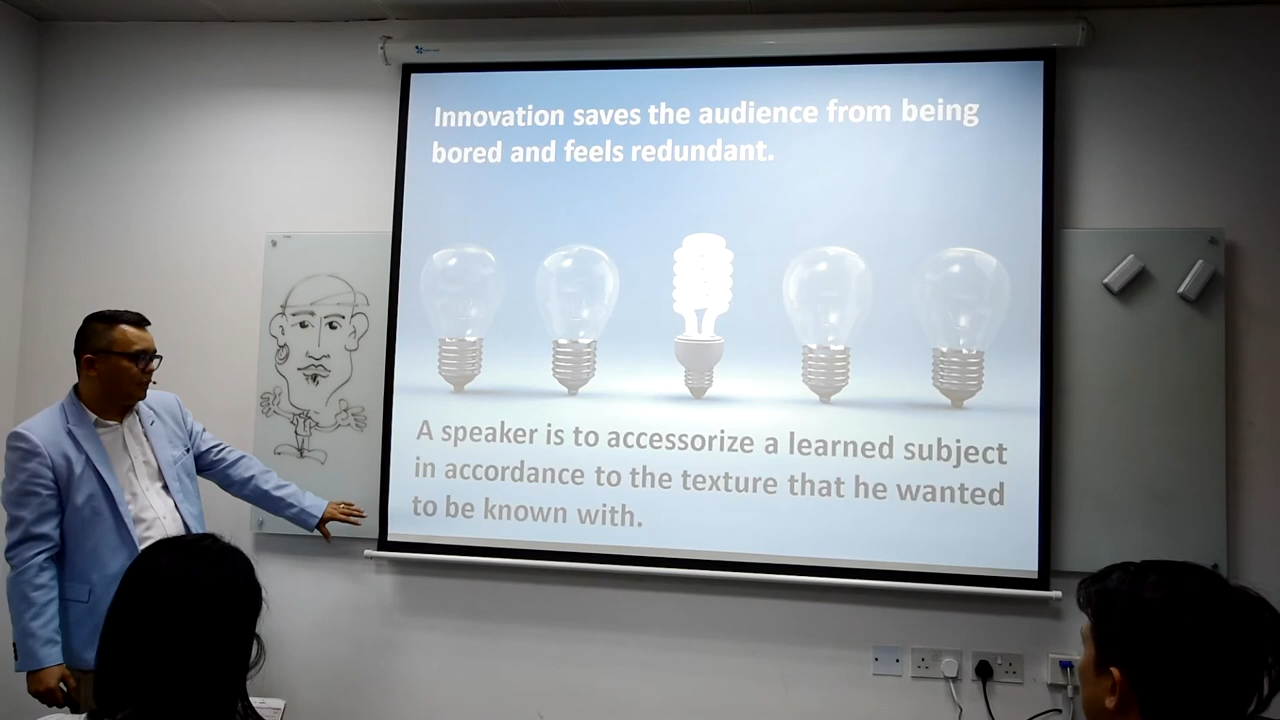 Innovation saves the audience from being
bored and feels redundant.
A speaker is to accessorize a learned subject
in accordance to the texture that he wanted
to be known with.